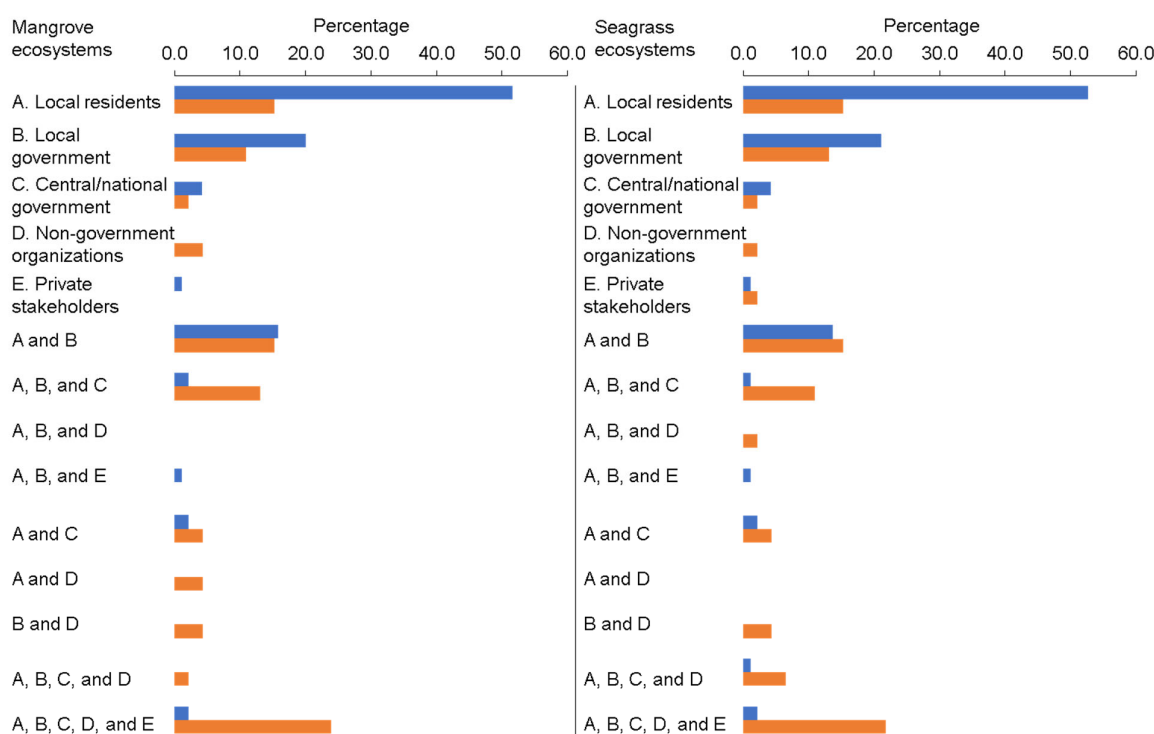 Mangrove
ecosystems
Percentage
0.0 10.0 20.0 30.0 40.0 50.0 60.0
A. Local residents
B. Local
government
C. Central/national
government
D. Non-government
organizations
E. Private
stakeholders
A and B
A, B, and C
A, B, and D
A, B, and E
A and C
A and D
B and D
A, B, C, and D
A, B, C, D, and E
Seagrass
ecosystems
Percentage
0.0 10.0 20.0 30.0 40.0 50.0 60.0
A. Local residents
B. Local
government
C. Central/national
government
D. Non-government
organizations
E. Private
stakeholders
A and B
A, B, and C
A, B, and D
A, B, and E
A and C
A and D
B and D
A, B, C, and D
A, B, C, D, and E